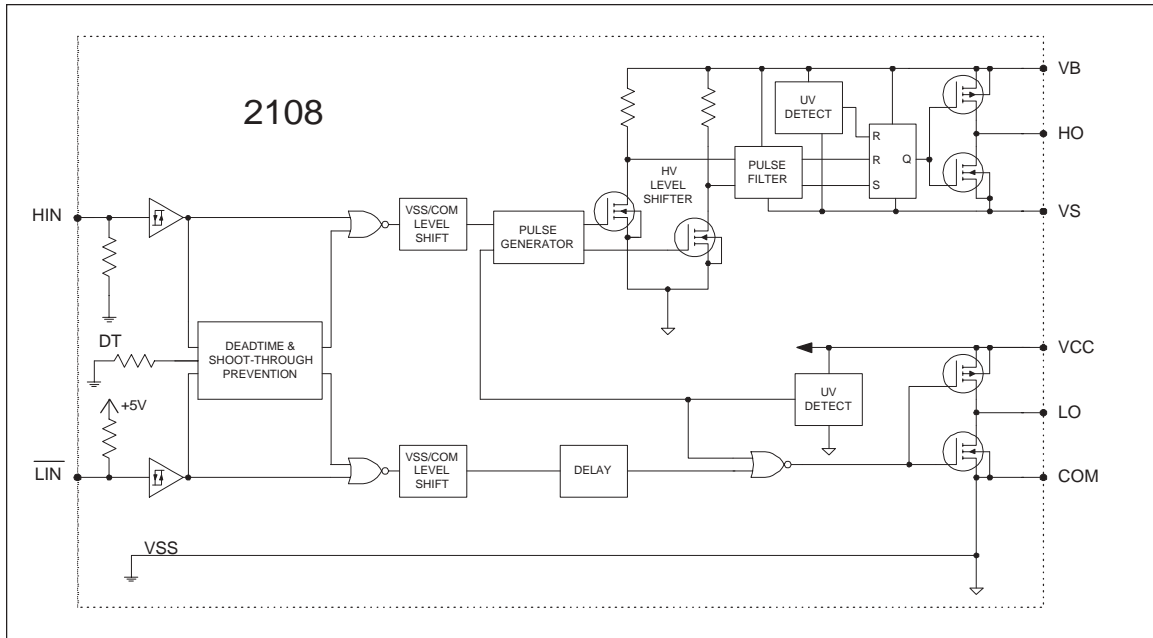 2108
VB
UV
DETECT
HO
R
R
Q
S
PULSE
FILTER
HV
LEVEL
SHIFTER
VS
HIN
VSS/COM
LEVEL
SHIFT
PULSE
GENERATOR
DT
DEADTIME &
SHOOT-THROUGH
PREVENTION
+5V
VCC
UV
DETECT
LO
LIN
VSS/COM
LEVEL
SHIFT
DELAY
COM
VSS